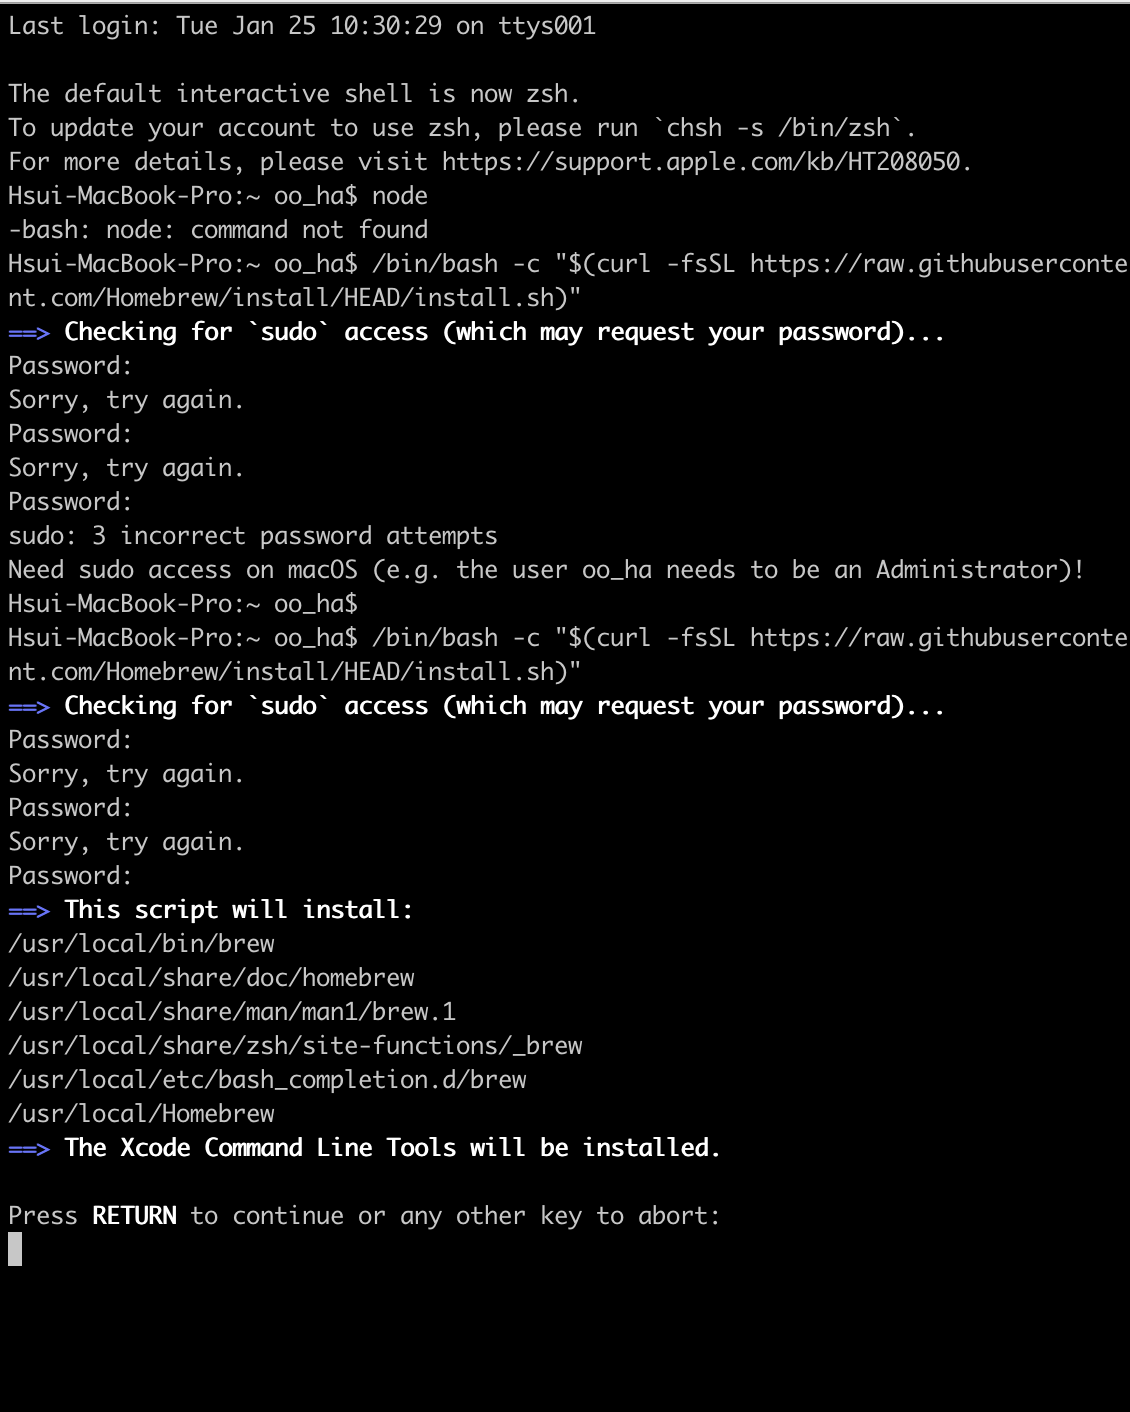 Last login: Tue Jan 25 10:30:29 on ttys001
The default interactive shell is now zsh.
To update your account to use zsh, please run `chsh -s /bin/zsh`.
For more details, please visit https://support.apple.com/kb/HT208050.
Hsui-MacBook-Pro:~ oo_ha$ node
-bash: node: command not found
Hsui-MacBook-Pro:~ oo_ha$ /bin/bash -c "$(curl -fsSL https://raw.githubuserconte
nt.com/Homebrew/install/HEAD/install.sh)"
==> Checking for `sudo` access (which may request your password)...
Password:
Sorry, try again.
Password:
Sorry, try again.
Password:
sudo: 3 incorrect password attempts
Need sudo access on macOS (e.g. the user oo_ha needs to be an Administrator)!
Hsui-MacBook-Pro:~ oo_ha$
Hsui-MacBook-Pro:~ oo_ha$ /bin/bash -c "$(curl -fsSL https://raw.githubuserconte
nt.com/Homebrew/install/HEAD/install.sh)"
==> Checking for `sudo` access (which may request your password)...
Password:
Sorry, try again.
Password:
Sorry, try again.
Password:
==> This script will install:
/usr/local/bin/brew
/usr/local/share/doc/homebrew
/usr/local/share/man/man1/brew.1
/usr/local/share/zsh/site-functions/_brew
/usr/local/etc/bash_completion.d/brew
/usr/local/Homebrew
==> The Xcode Command Line Tools will be installed.
Press RETURN to continue or any other key to abort: